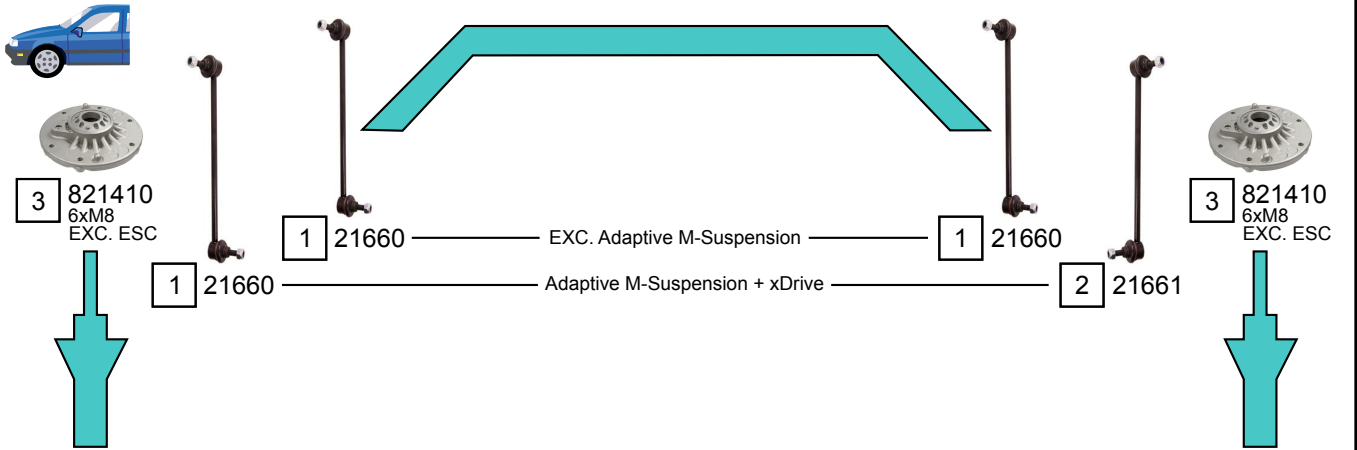 3 821410
6xM8
EXC. ESC
1 21660 EXC. Adaptive M-Suspension 1 21660
3 821410
6xM8
EXC. ESC
1 21660 Adaptive M-Suspension + xDrive 2 21661